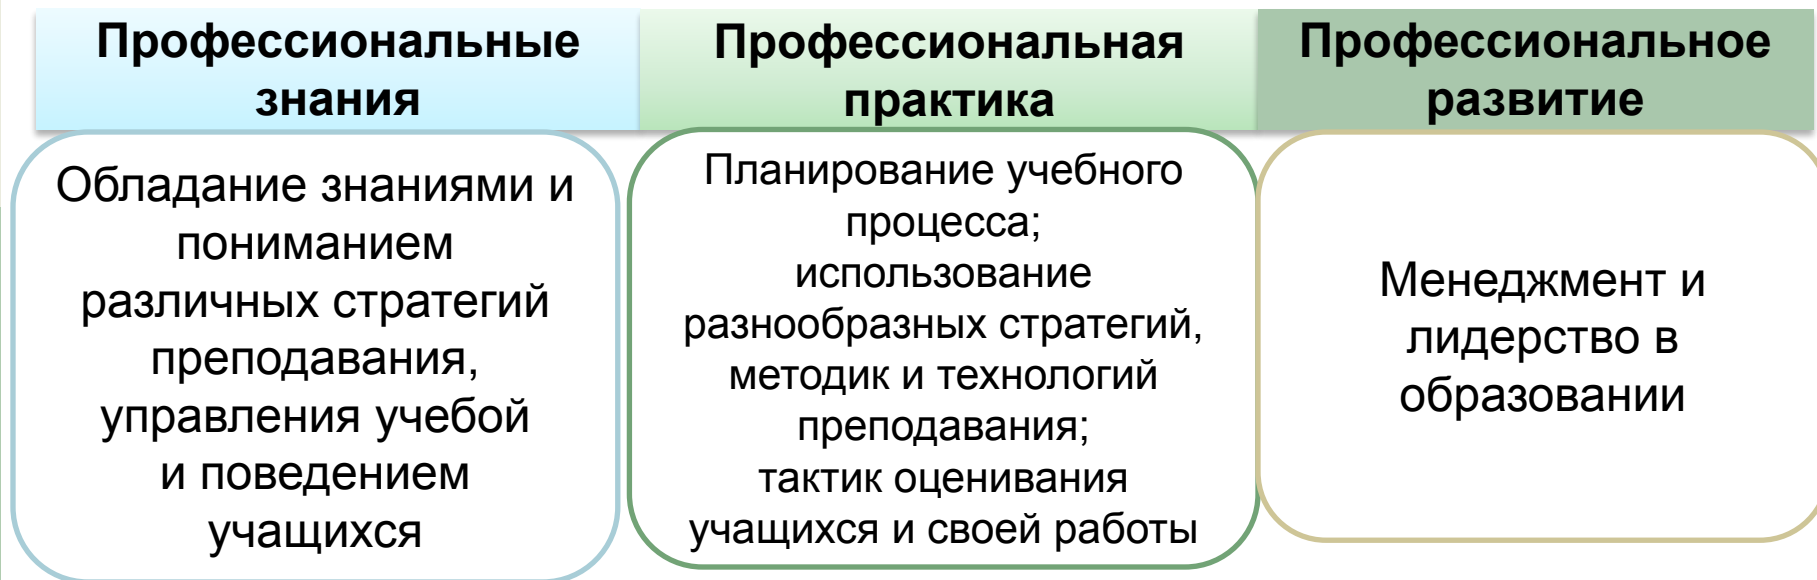 Профессиональные
знания
Обладание знаниями и
пониманием
различных стратегий
преподавания,
управления учебой
и поведением
учащихся
Профессиональная
практика
Планирование учебного
процесса;
использование
разнообразных стратегий,
методик и технологий
преподавания;
тактик оценивания
учащихся и своей работы
Профессиональное
развитие
Менеджмент и
лидерство в
образовании